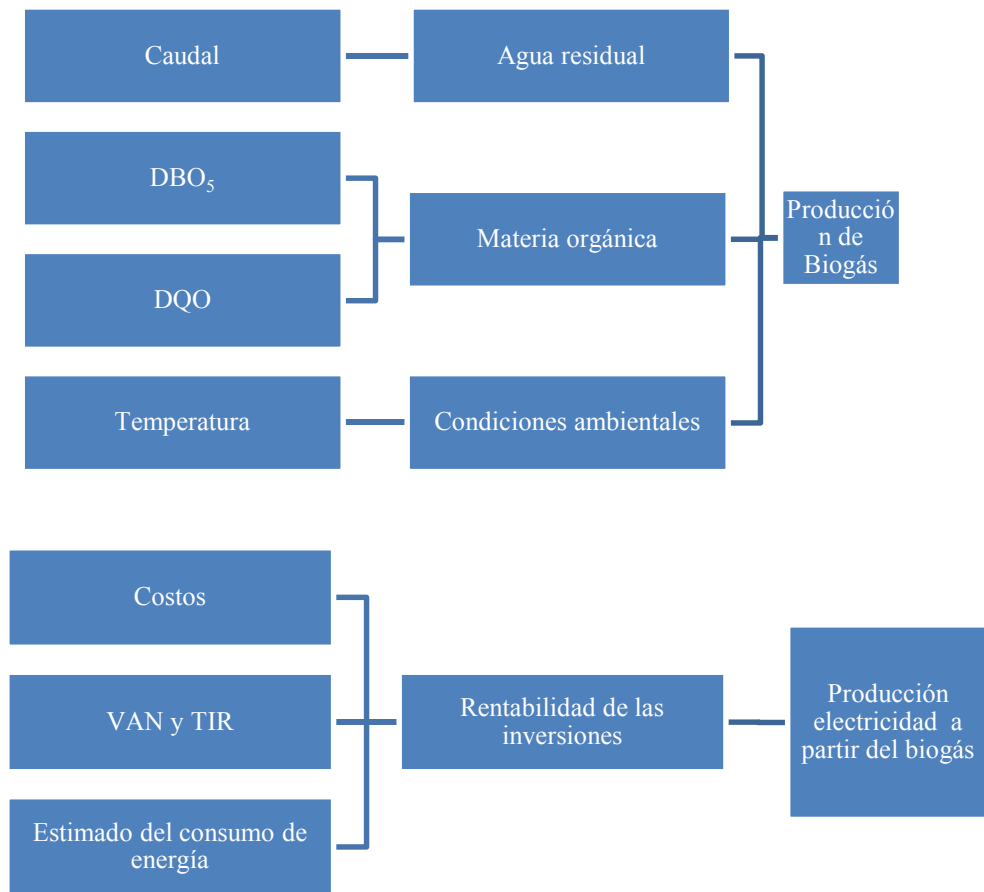 Caudal
Agua residual
DBO₅
Materia orgánica
DQO
Producció
n de
Biogás
Temperatura
Condiciones ambientales
Costos
VAN y TIR
Rentabilidad de las
inversiones
Estimado del consumo de
energía
Producción
electricidad a
partir del biogás